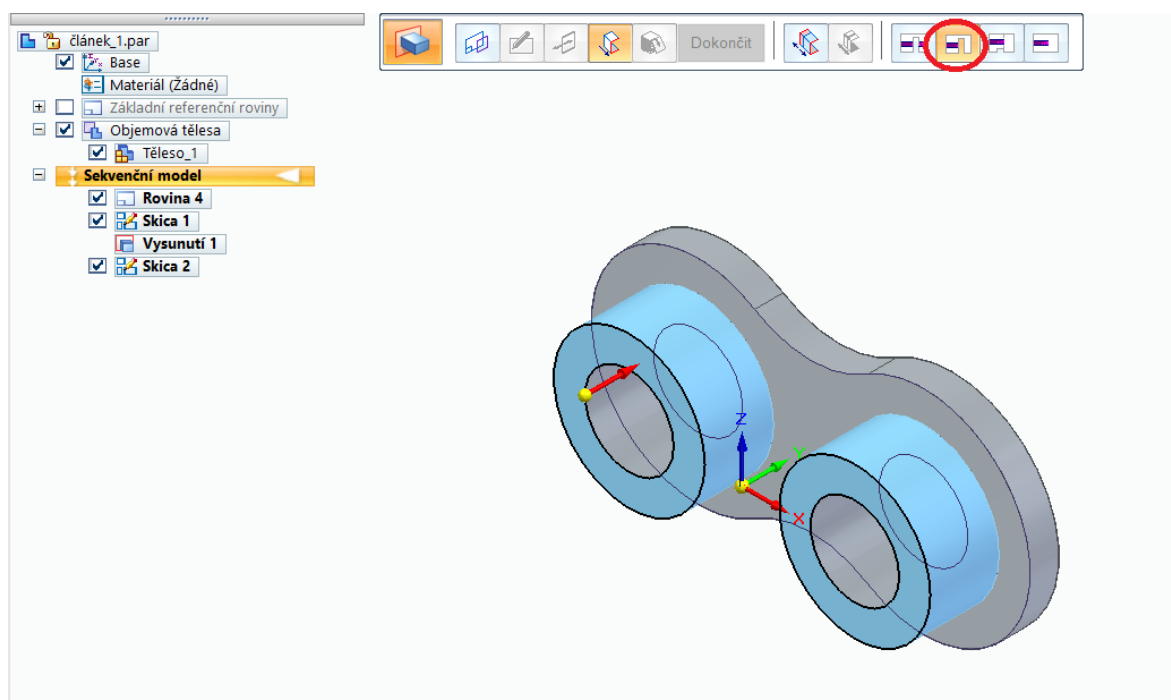 článek_1.par
Base
Materiál (Žádné)
Základní referenční roviny
Objemová tělesa
Těleso_1
Sekvenční model
Rovina 4
Skica 1
Vysunutí 1
Skica 2
Dokončit
Z
Y
X